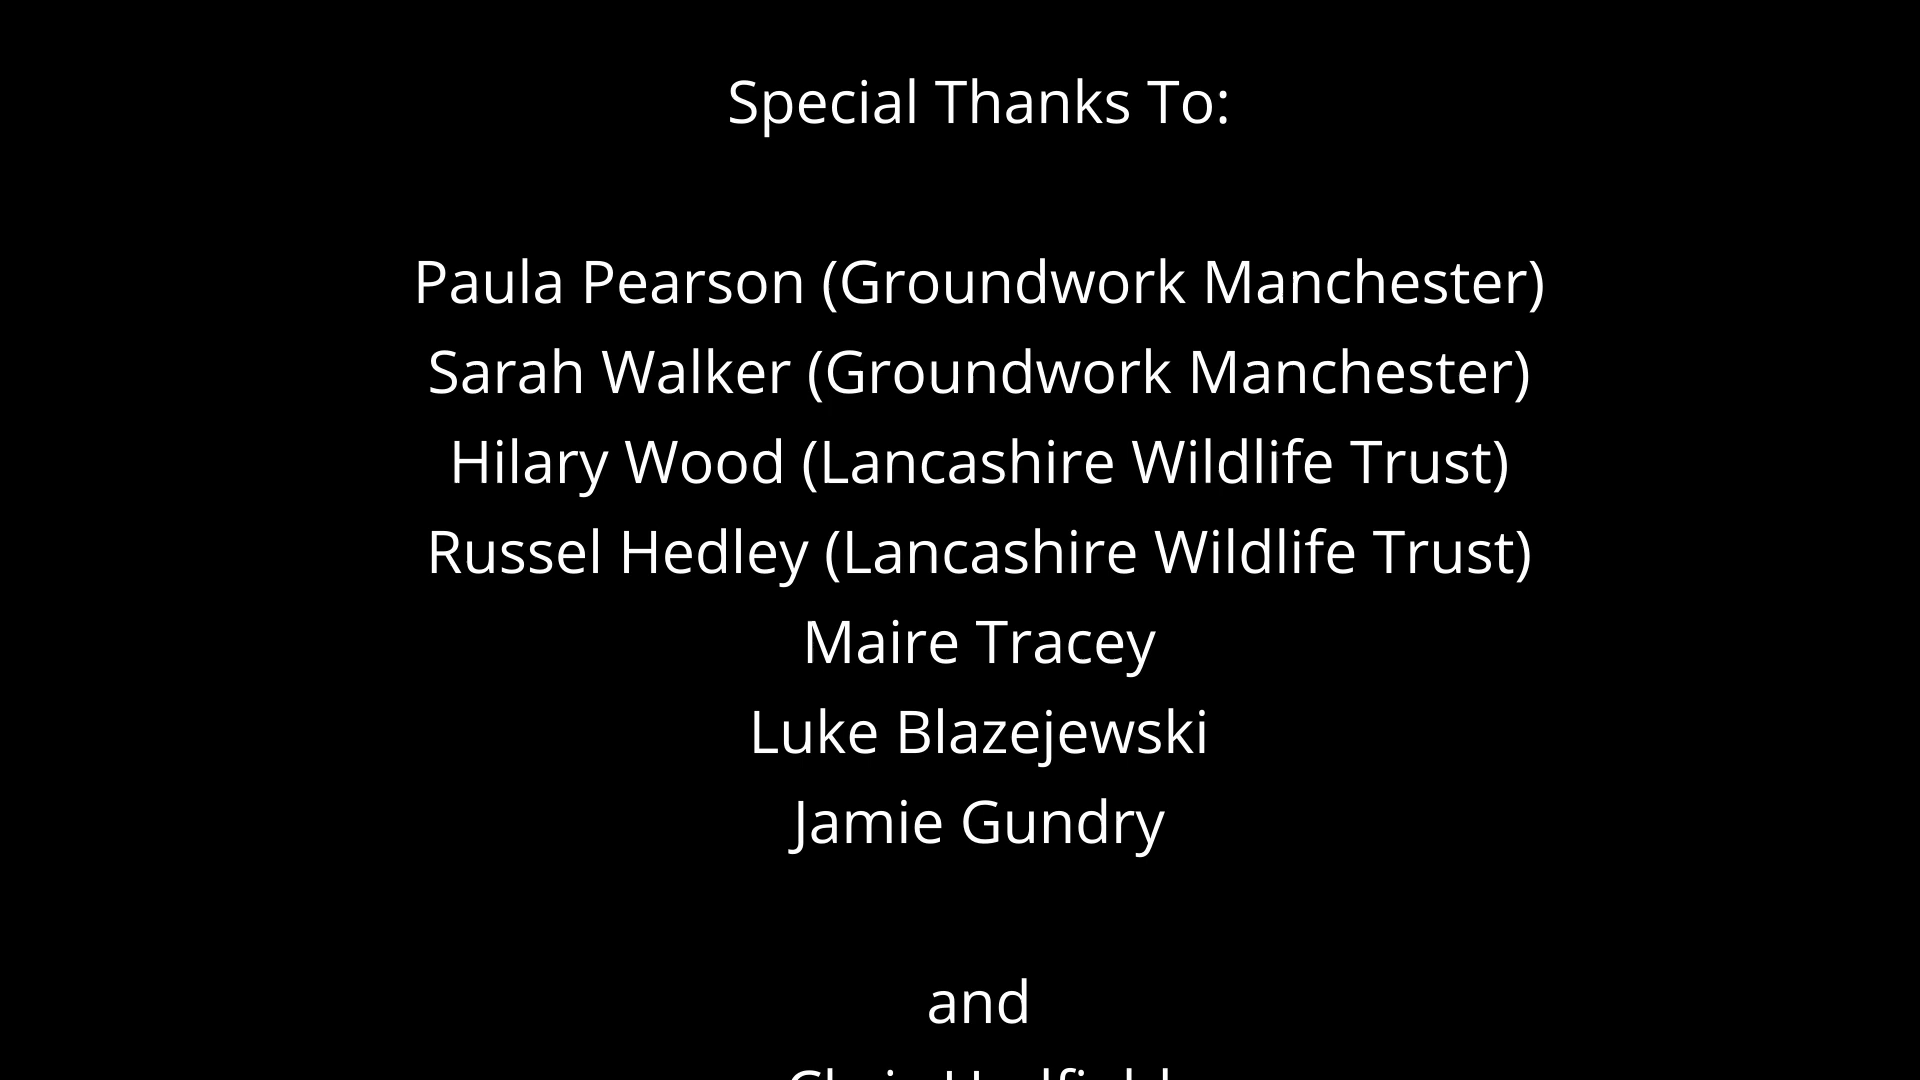 Special Thanks To:
Paula Pearson (Groundwork Manchester)
Sarah Walker (Groundwork Manchester)
Hilary Wood (Lancashire Wildlife Trust)
Russel Hedley (Lancashire Wildlife Trust)
Maire Tracey
Luke Blazejewski
Jamie Gundry
and
Chris